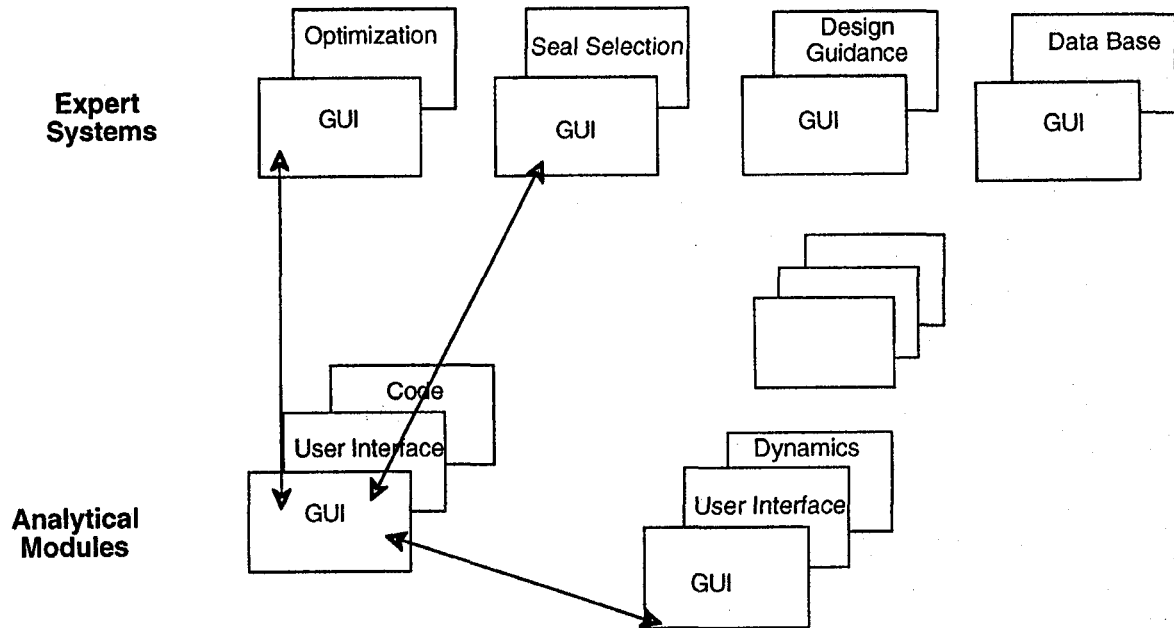 Optimization
Seal Selection
Design
Guidance
Data Base
Expert
Systems
GUI
GUI
GUI
GUI
Code
User Interface
GUI
Analytical
Modules
Dynamics
User Interface
GUI